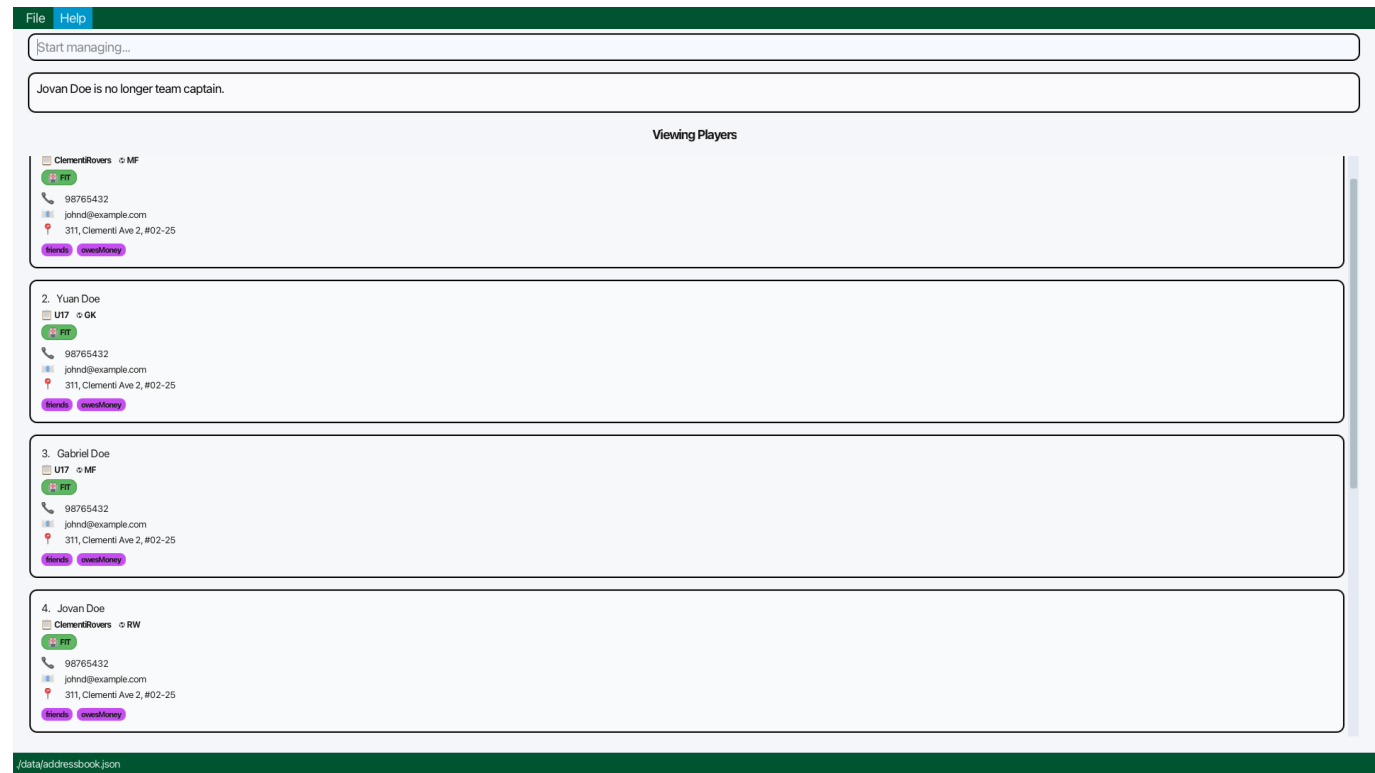 File Help
Start managing...
Jovan Doe is no longer team captain.
Viewing Players
ClementiRovers MF
FIT
98765432
johnd@example.com
311, Clementi Ave 2, #02-25
friends owesMoney
2. Yuan Doe
U17 GK
FIT
98765432
johnd@example.com
311, Clementi Ave 2, #02-25
friends owesMoney
3. Gabriel Doe
U17 MF
FIT
98765432
johnd@example.com
311, Clementi Ave 2, #02-25
friends owesMoney
4. Jovan Doe
ClementiRovers RW
FIT
98765432
johnd@example.com
311, Clementi Ave 2, #02-25
friends owesMoney
./data/addressbook.json